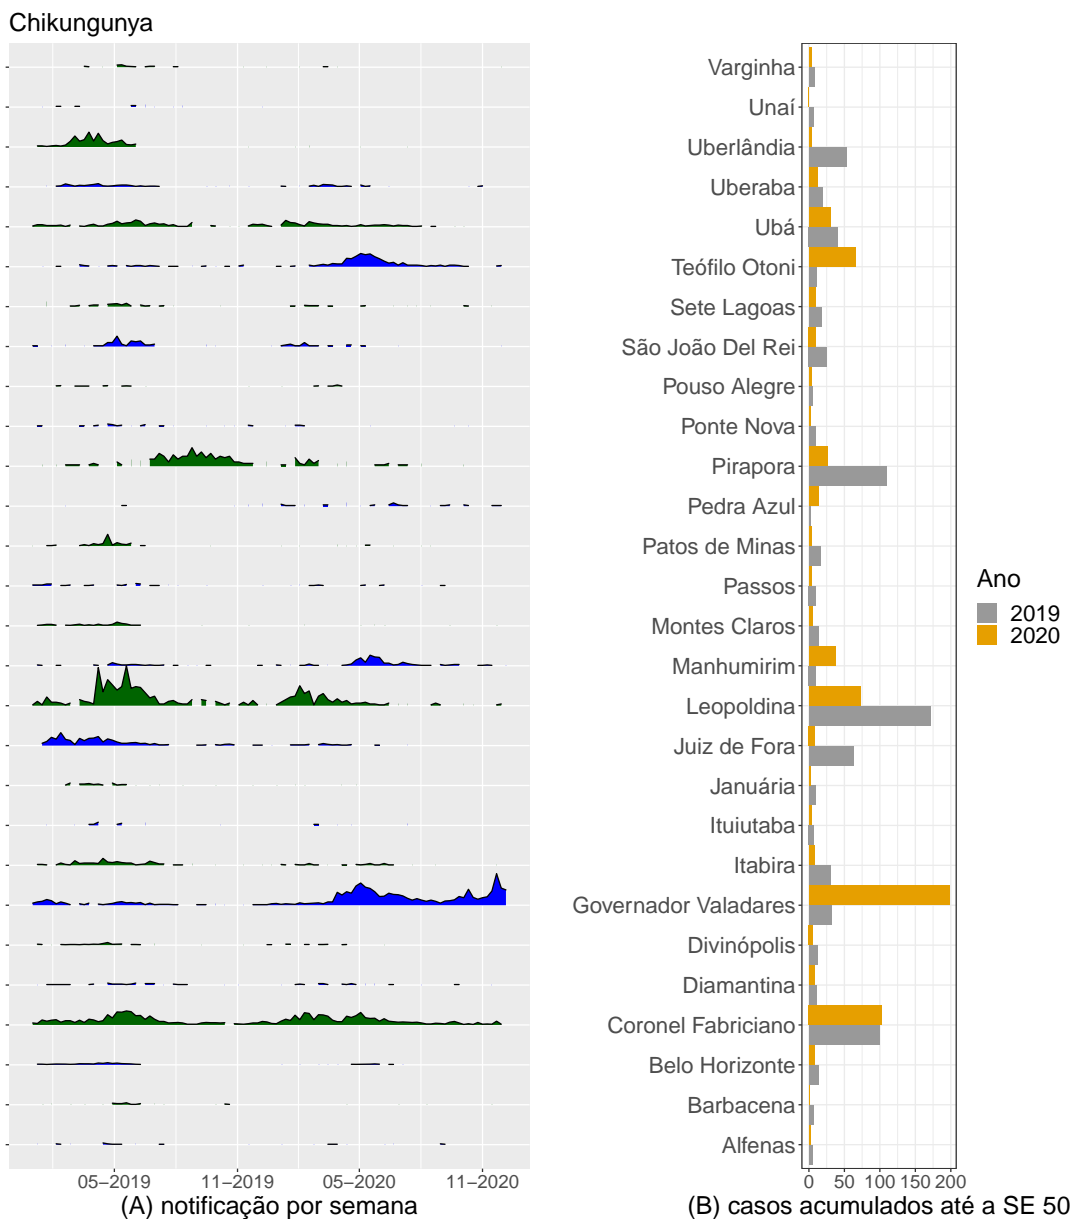 Chikungunya
Varginha
Unaí
Uberlândia
Uberaba
Ubá
Teófilo Otoni
Sete Lagoas
São João Del Rei
Pouso Alegre
Ponte Nova
Pirapora
Pedra Azul
Patos de Minas
Passos
Montes Claros
Manhumirim
Leopoldina
Juiz de Fora
Januária
Ituiutaba
Itabira
Governador Valadares
Divinópolis
Diamantina
Coronel Fabriciano
Belo Horizonte
Barbacena
Alfenas
Ano
2019
2020
05−2019 11−2019 05−2020 11−2020
0 50 100 150 200
(A) notificação por semana
(B) casos acumulados até a SE 50